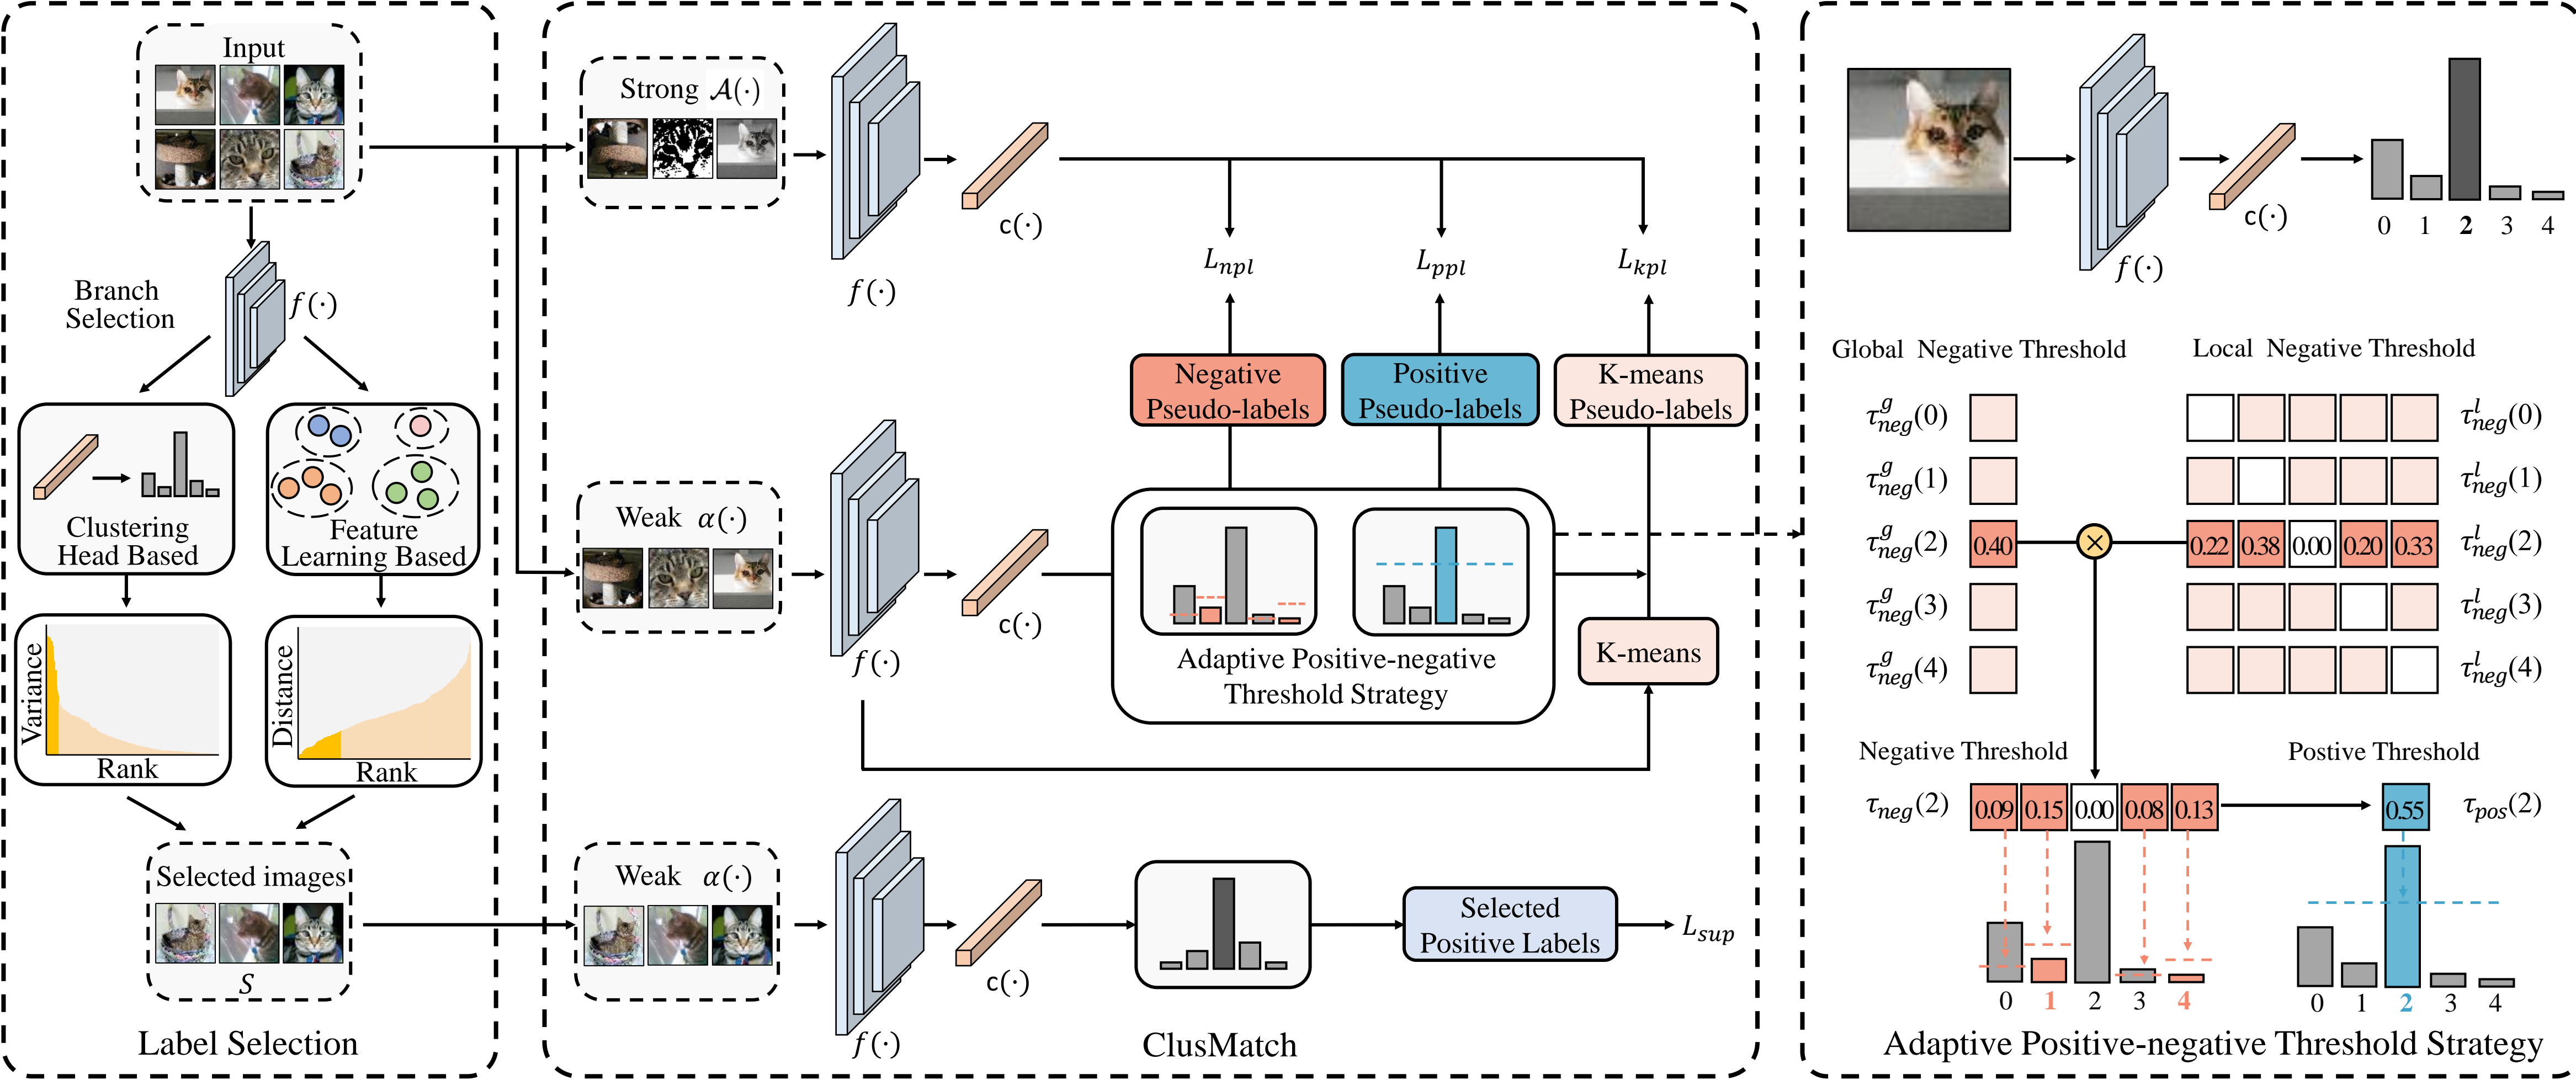 Input
Branch
Selection
f(·)
Clustering
Head Based
Feature
Learning Based
Variance
Rank
Distance
Rank
Selected images
S
Label Selection
Strong 𝒜(·)
f(·)
c(·)
L_npl
L_ppl
L_kpl
Negative
Pseudo-labels
Positive
Pseudo-labels
K-means
Pseudo-labels
Weak α(·)
f(·)
c(·)
Adaptive Positive-negative
Threshold Strategy
K-means
Weak α(·)
f(·)
c(·)
Selected
Positive Labels
L_sup
ClusMatch
f(·)
c(·)
0 1 2 3 4
Global Negative Threshold
Local Negative Threshold
τ^g_neg(0) τ^l_neg(0)
τ^g_neg(1) τ^l_neg(1)
τ^g_neg(2) 0.40 0.22 0.38 0.00 0.20 0.33 τ^l_neg(2)
τ^g_neg(3) τ^l_neg(3)
τ^g_neg(4) τ^l_neg(4)
Negative Threshold
Postive Threshold
τ_neg(2) 0.09 0.15 0.00 0.08 0.13 0.55 τ_pos(2)
0 1 2 3 4
0 1 2 3 4
Adaptive Positive-negative Threshold Strategy